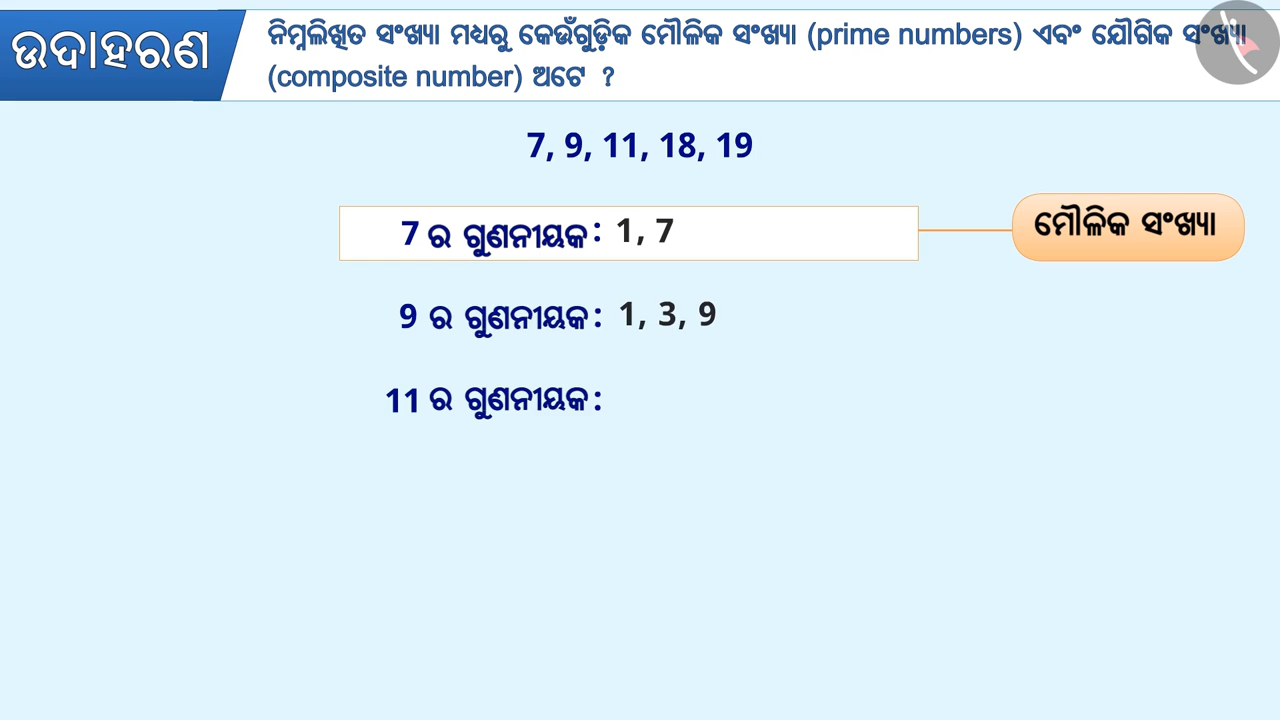 ଉଦାହରଣ
ନିମ୍ନଲିଖିତ ସଂଖ୍ୟା ମଧ୍ୟରୁ କେଉଁଗୁଡ଼ିକ ମୌଳିକ ସଂଖ୍ୟା (prime numbers) ଏବଂ ଯୌଗିକ ସଂଖ୍ୟା
(composite number) ଅଟେ ?
7, 9, 11, 18, 19
7 ର ଗୁଣନୀୟକ : 1, 7
ମୌଳିକ ସଂଖ୍ୟା
9 ର ଗୁଣନୀୟକ : 1, 3, 9
11 ର ଗୁଣନୀୟକ :